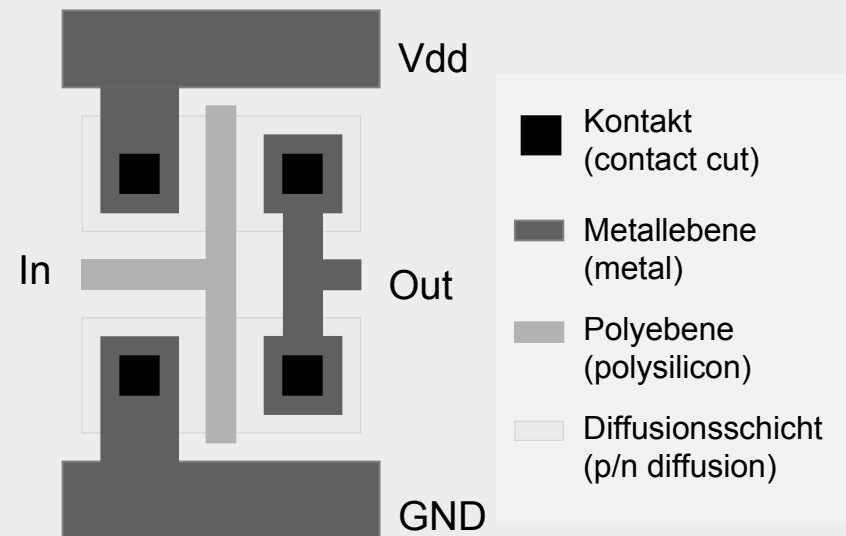 Vdd
Kontakt
(contact cut)
Metallebene
(metal)
In
Out
Polyebene
(polysilicon)
Diffusionsschicht
(p/n diffusion)
GND